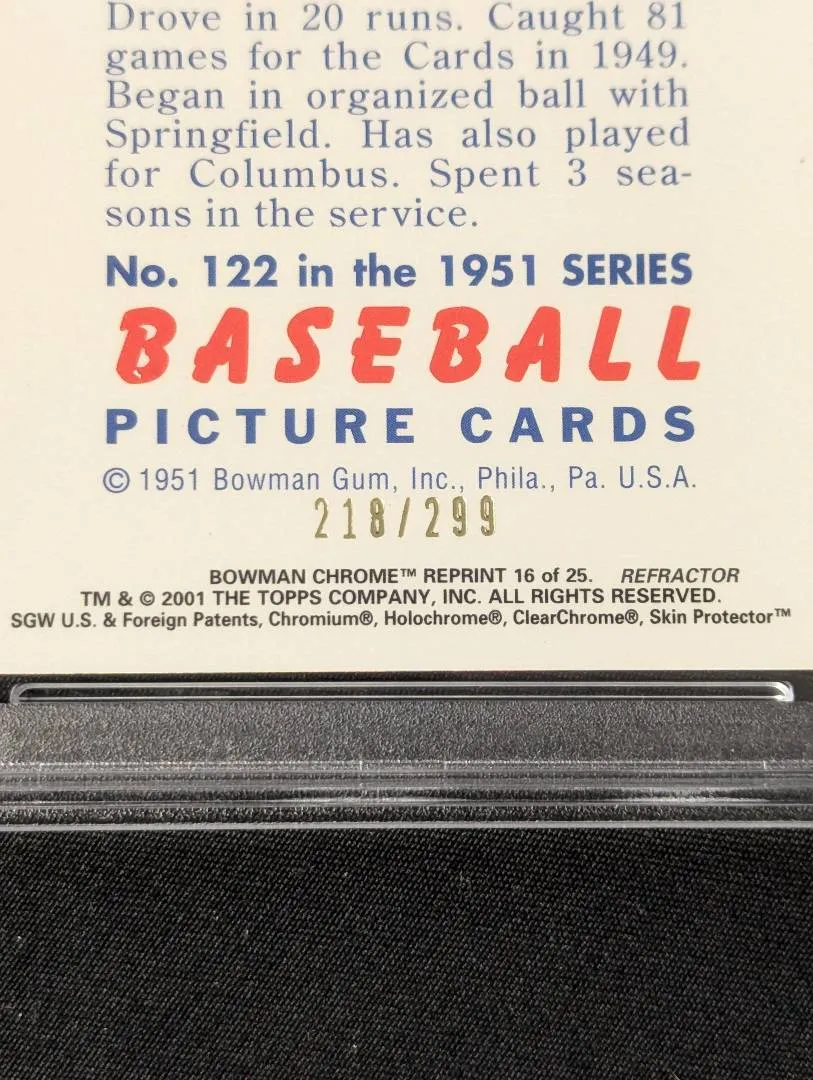 Drove in 20 runs. Caught 81
games for the Cards in 1949.
Began in organized ball with
Springfield. Has also played
for Columbus. Spent 3 sea-
sons in the service.
No. 122 in the 1951 SERIES
BASEBALL
PICTURE CARDS
© 1951 Bowman Gum, Inc., Phila., Pa. U.S.A.
218/299
BOWMAN CHROME™ REPRINT 16 of 25. REFRACTOR
TM & © 2001 THE TOPPS COMPANY, INC. ALL RIGHTS RESERVED.
SGW U.S. & Foreign Patents, Chromium®, Holochrome®, ClearChrome®, Skin Protector™